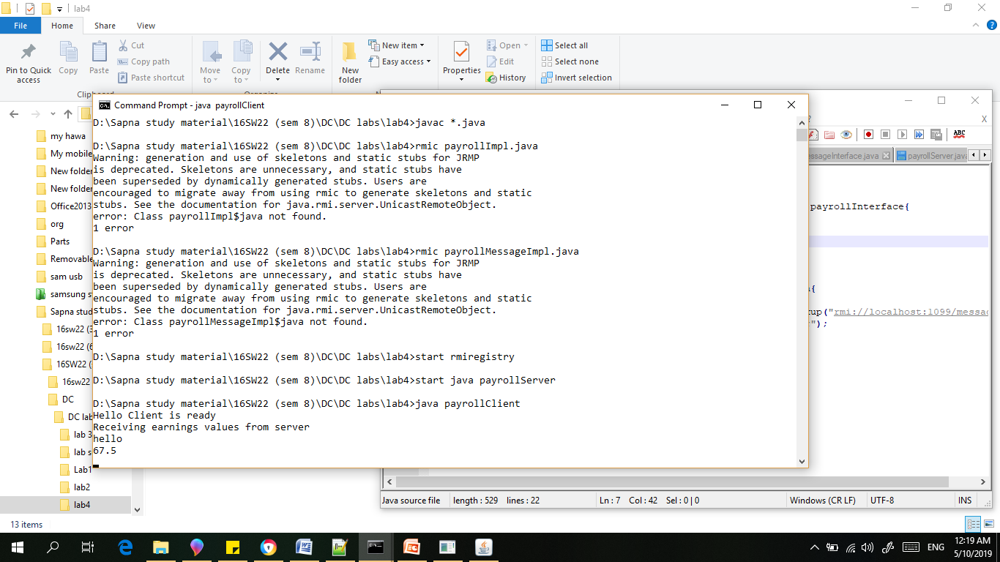 lab4
File
Home
Share
View
Pin to Quick
access
Copy
Paste
Cut
Copy path
Paste shortcut
Move
to
Copy
to
Delete
Rename
New
folder
New item
Easy access
Properties
Open
Edit
History
Select all
Select none
Invert selection
Command Prompt - java payrollClient
D:\Sapna study material\16SW22 (sem 8)\DC\DC labs\lab4>javac *.java
D:\Sapna study material\16SW22 (sem 8)\DC\DC labs\lab4>rmic payrollImpl.java
Warning: generation and use of skeletons and static stubs for JRMP
is deprecated. Skeletons are unnecessary, and static stubs have
been superseded by dynamically generated stubs. Users are
encouraged to migrate away from using rmic to generate skeletons and static
stubs. See the documentation for java.rmi.server.UnicastRemoteObject.
error: Class payrollImpl$java not found.
1 error
D:\Sapna study material\16SW22 (sem 8)\DC\DC labs\lab4>rmic payrollMessageImpl.java
Warning: generation and use of skeletons and static stubs for JRMP
is deprecated. Skeletons are unnecessary, and static stubs have
been superseded by dynamically generated stubs. Users are
encouraged to migrate away from using rmic to generate skeletons and static
stubs. See the documentation for java.rmi.server.UnicastRemoteObject.
error: Class payrollMessageImpl$java not found.
1 error
D:\Sapna study material\16SW22 (sem 8)\DC\DC labs\lab4>start rmiregistry
D:\Sapna study material\16SW22 (sem 8)\DC\DC labs\lab4>start java payrollServer
D:\Sapna study material\16SW22 (sem 8)\DC\DC labs\lab4>java payrollClient
Hello Client is ready
Receiving earnings values from server
hello
67.5
my hawa
My mobile
New folder
New folder
Office2013
org
Parts
Removable
sam usb
samsung s
Sapna stud
16sw22 (3
16sw22 (6
16SW22 (
16sw22
DC
DC lab
lab 3
lab s
Lab1
lab2
lab4
13 items
X
ABC
essageInterface.java
payrollServer.java
payrollInterface{
{
up("rmi://localhost:1099/messac
");
Java source file
length : 529 lines : 22
Ln : 7 Col : 42 Sel : 0 | 0
Windows (CR LF)
UTF-8
INS
ENG
12:19 AM
5/10/2019